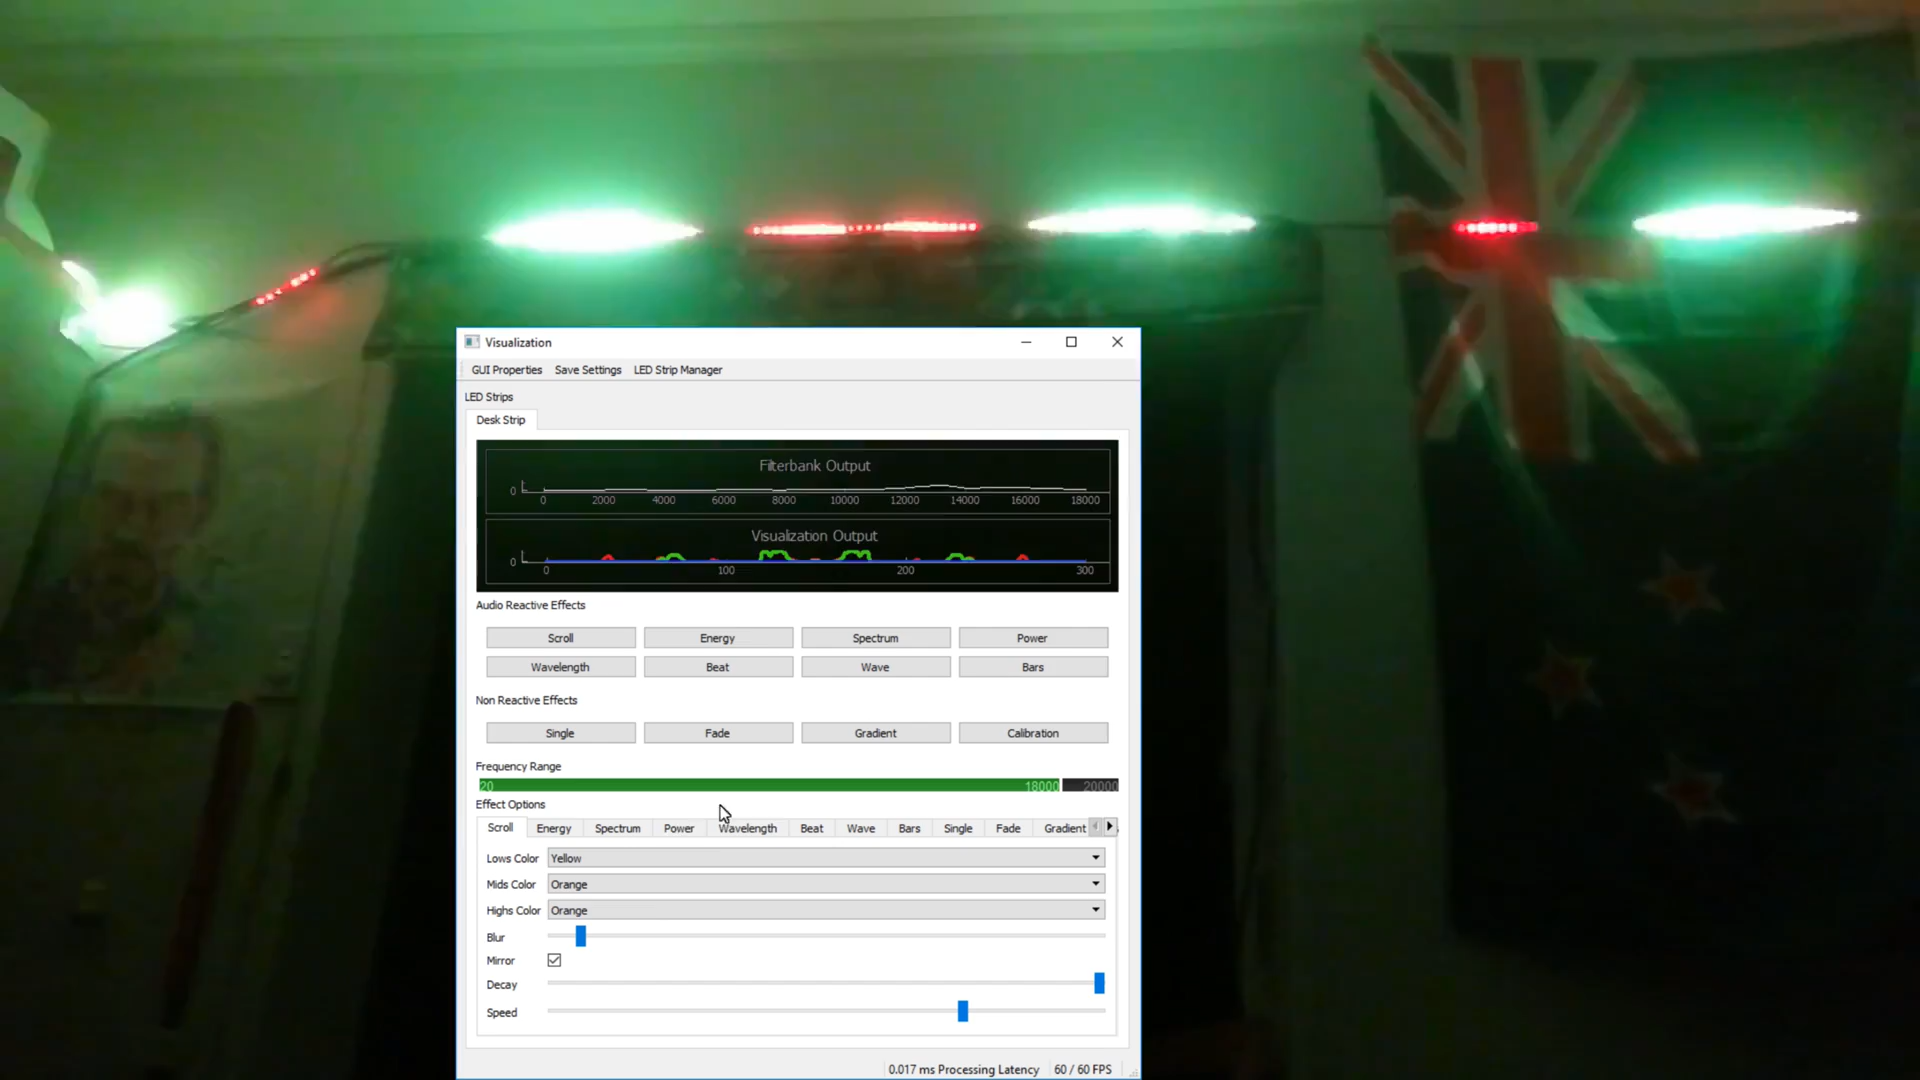 Visualization
GUI Properties Save Settings LED Strip Manager
LED Strips
Desk Strip
Filterbank Output
0
0 2000 4000 6000 8000 10000 12000 14000 16000 18000
Visualization Output
0
0 100 200 300
Audio Reactive Effects
Scroll Energy Spectrum Power
Wavelength Beat Wave Bars
Non Reactive Effects
Single Fade Gradient Calibration
Frequency Range
20 18000 20000
Effect Options
Scroll Energy Spectrum Power Wavelength Beat Wave Bars Single Fade Gradient
Lows Color Yellow
Mids Color Orange
Highs Color Orange
Blur
Mirror
Decay
Speed
0.017 ms Processing Latency 60 / 60 FPS